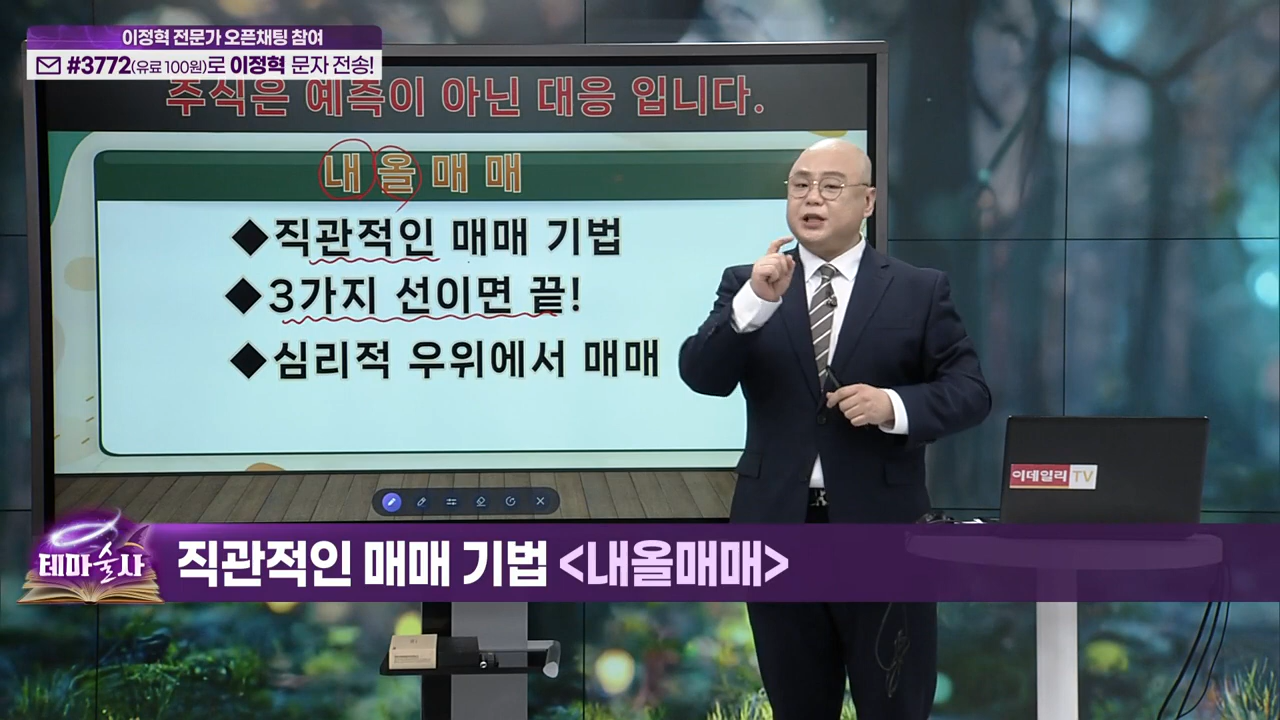 이정혁 전문가 오픈채팅 참여
#3772(유료 100원)로 이정혁 문자 전송!
주식은 예측이 아닌 대응 입니다.
내올매매
◆직관적인 매매 기법
◆3가지 선이면 끝!
◆심리적 우위에서 매매
이데일리TV
테마술사
직관적인 매매 기법 <내올매매>